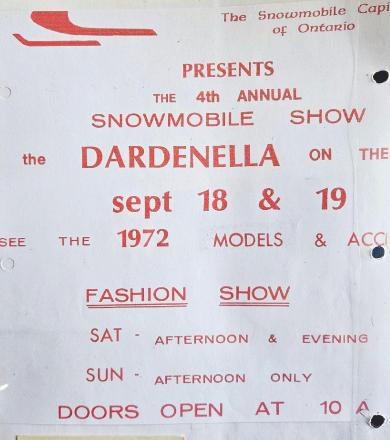 The Snowmobile Capi
of Ontario
PRESENTS
THE 4th ANNUAL
SNOWMOBILE SHOW
the DARDENELLA ON THE
sept 18 & 19
SEE THE 1972 MODELS & ACC
FASHION SHOW
SAT - AFTERNOON & EVENING
SUN - AFTERNOON ONLY
DOORS OPEN AT 10 A